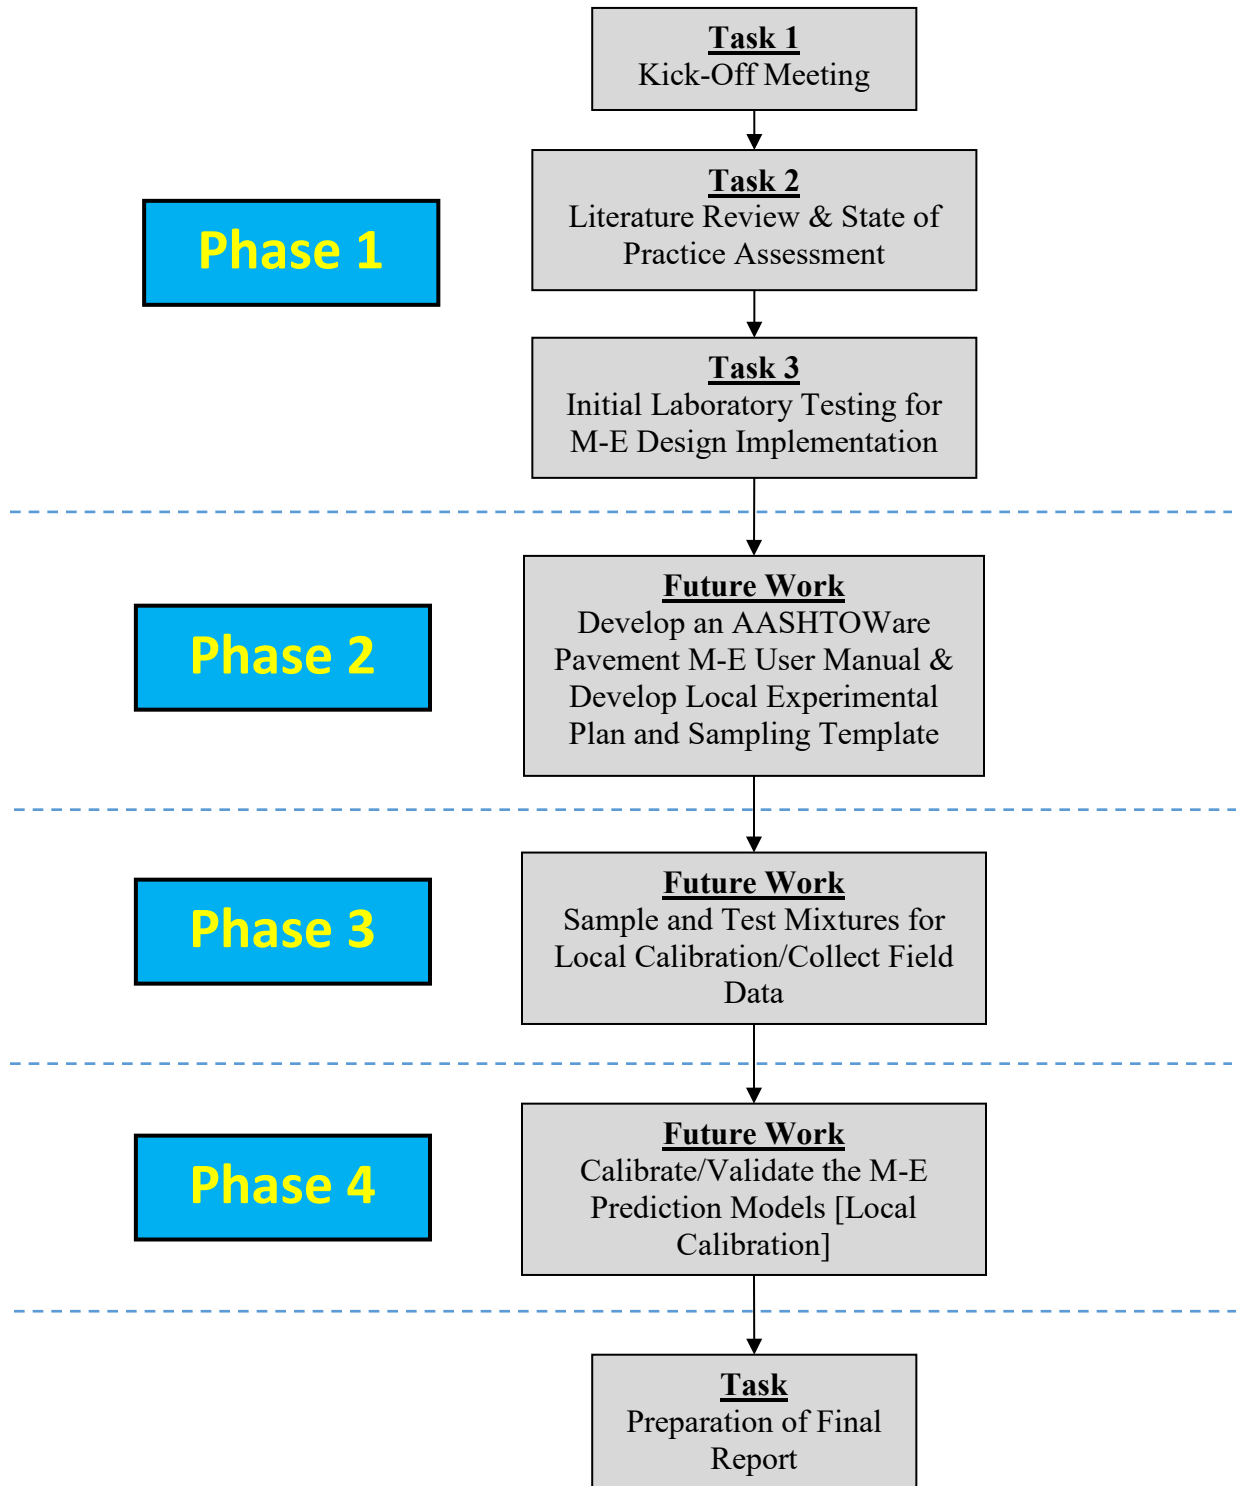 Task 1
Kick-Off Meeting
Phase 1
Task 2
Literature Review & State of
Practice Assessment
Task 3
Initial Laboratory Testing for
M-E Design Implementation
Phase 2
Future Work
Develop an AASHTOWare
Pavement M-E User Manual &
Develop Local Experimental
Plan and Sampling Template
Phase 3
Future Work
Sample and Test Mixtures for
Local Calibration/Collect Field
Data
Phase 4
Future Work
Calibrate/Validate the M-E
Prediction Models [Local
Calibration]
Task
Preparation of Final
Report